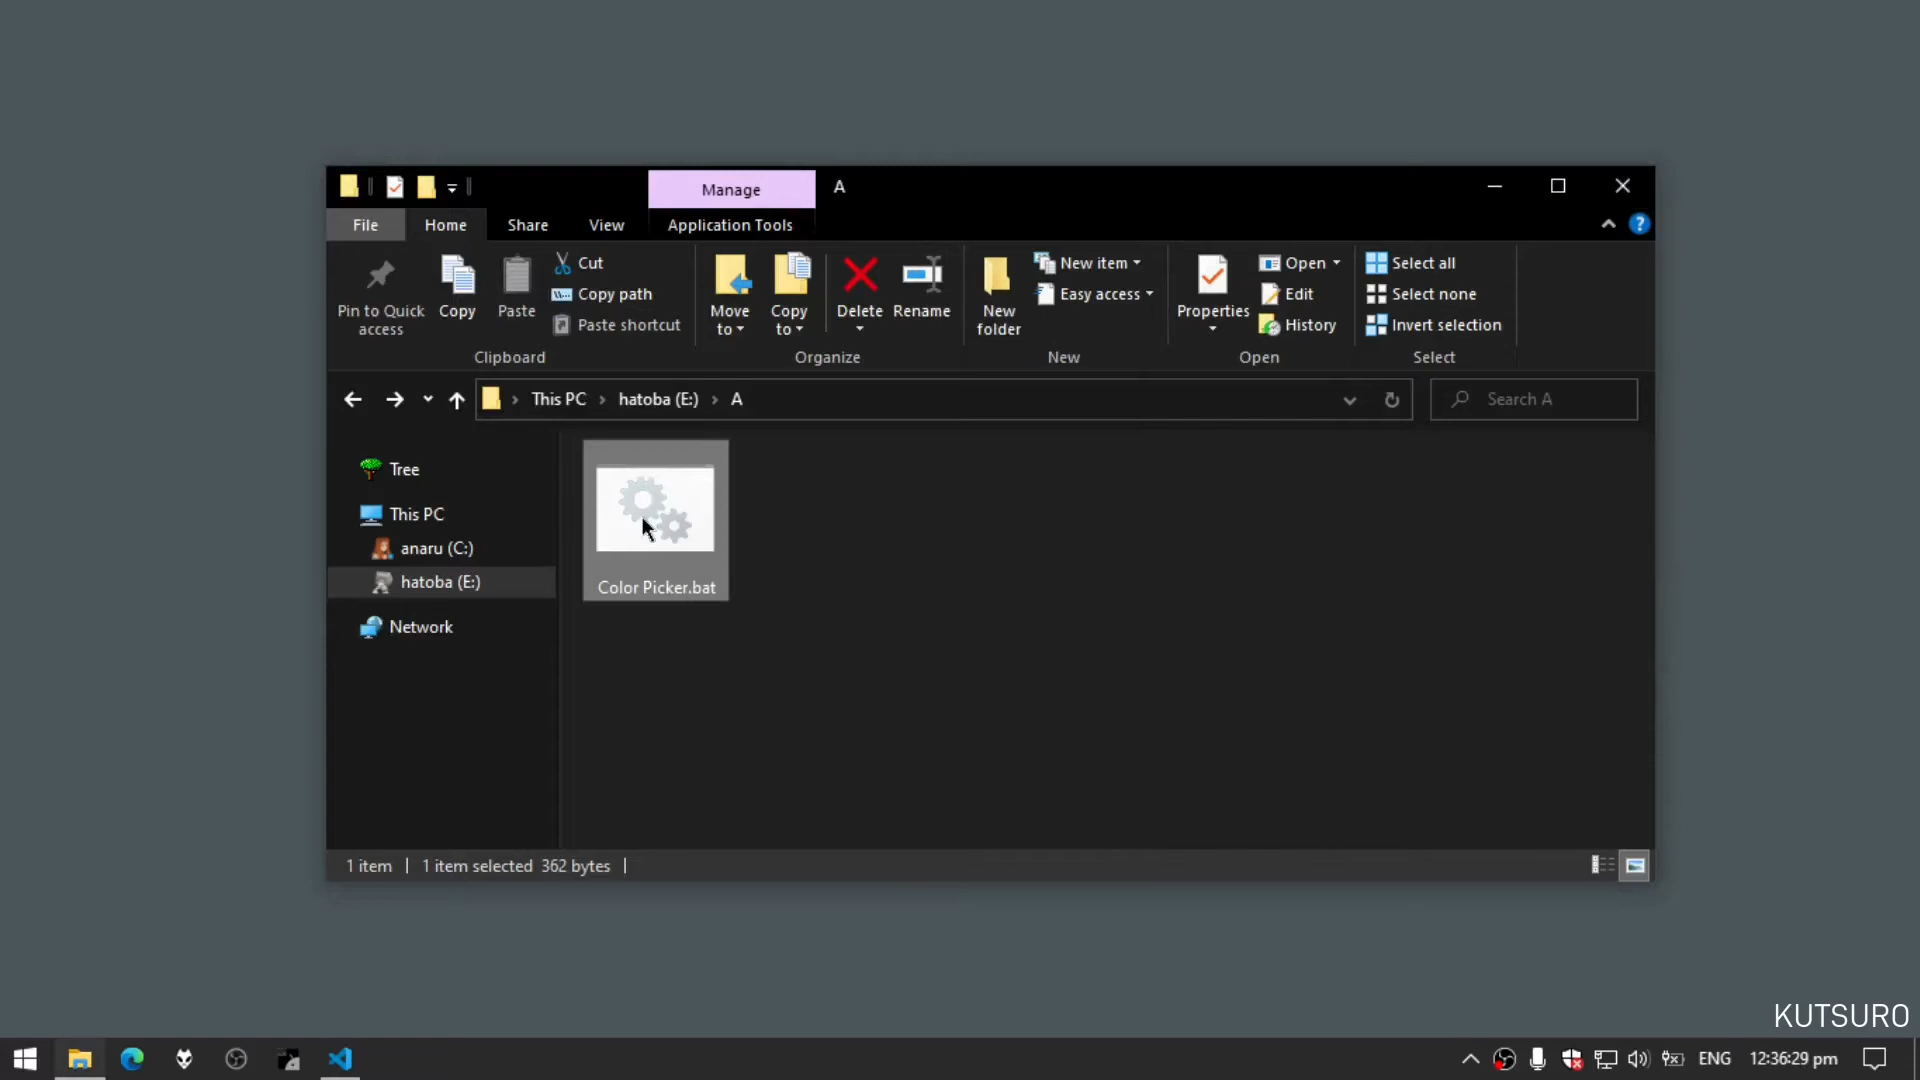 Manage
A
File
Home
Share
View
Application Tools
?
Pin to Quick
access
Copy
Paste
Cut
Copy path
Paste shortcut
Clipboard
Move
to
Copy
to
Delete
Rename
Organize
New
folder
New item
Easy access
New
Properties
Open
Edit
History
Open
Select all
Select none
Invert selection
Select
This PC
hatoba (E:)
A
Search A
Tree
This PC
anaru (C:)
hatoba (E:)
Network
Color Picker.bat
1 item
1 item selected 362 bytes
KUTSURO
ENG
12:36:29 pm